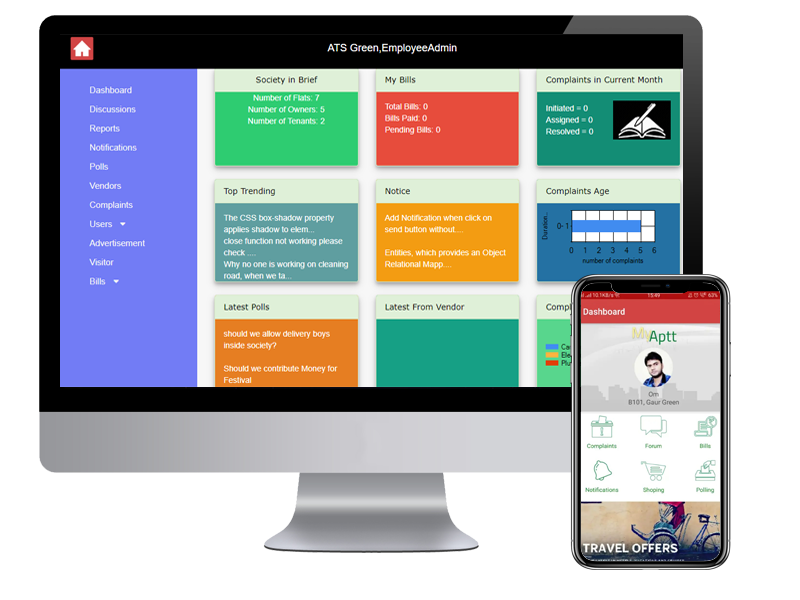 ATS Green,EmployeeAdmin
Dashboard
Discussions
Reports
Notifications
Polls
Vendors
Complaints
Users
Advertisement
Visitor
Bills
Society in Brief
Number of Flats: 7
Number of Owners: 5
Number of Tenants: 2
My Bills
Total Bills: 0
Bills Paid: 0
Pending Bills: 0
Complaints in Current Month
Initiated = 0
Assigned = 0
Resolved = 0
Top Trending
The CSS box-shadow property
applies shadow to elem...
close function not working please
check ....
Why no one is working on cleaning
road, when we ta...
Notice
Add Notification when click on
send button without....
Entities, which provides an Object
Relational Mapp....
Complaints Age
Duration..
0- 1
0 1 2 3 4 5 6
number of complaints
Latest Polls
should we allow delivery boys
inside society?
Should we contribute Money for
Festival
Latest From Vendor
Compl
Ca
Ele
Plu
10.1KB/s
15:49
63%
Dashboard
MyAptt
Om
B101, Gaur Green
Complaints
Forum
Bills
Notifications
Shoping
Polling
TRAVEL OFFERS